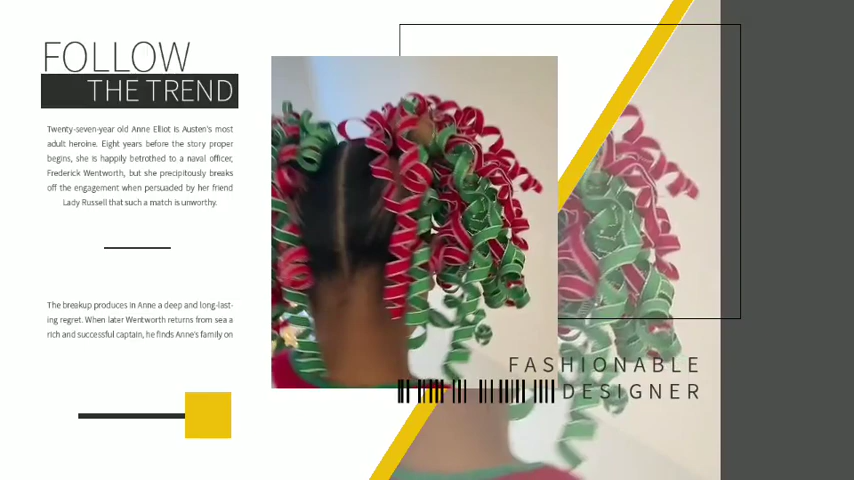 FOLLOW
THE TREND
Twenty-seven-year old Anne Elliot is Austen's most
adult heroine. Eight years before the story proper
begins, she is happily betrothed to a naval officer,
Frederick Wentworth, but she precipitously breaks
off the engagement when persuaded by her friend
Lady Russell that such a match is unworthy.
The breakup produces in Anne a deep and long-last-
ing regret. When later Wentworth returns from sea a
rich and successful captain, he finds Anne's family on
FASHIONABLE
DESIGNER